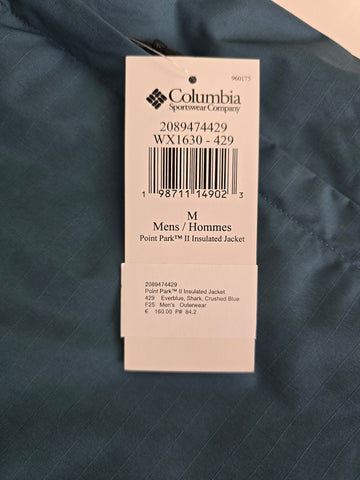 960175
Columbia
Sportswear Company
2089474429
WX1630 - 429
1 98711 14902 3
M
Mens / Hommes
Point Park™ II Insulated Jacket
2089474429
Point Park™ II Insulated Jacket
429 Everblue, Shark, Crushed Blue
F25 Men's Outerwear
€ 160.00 P# 84.2